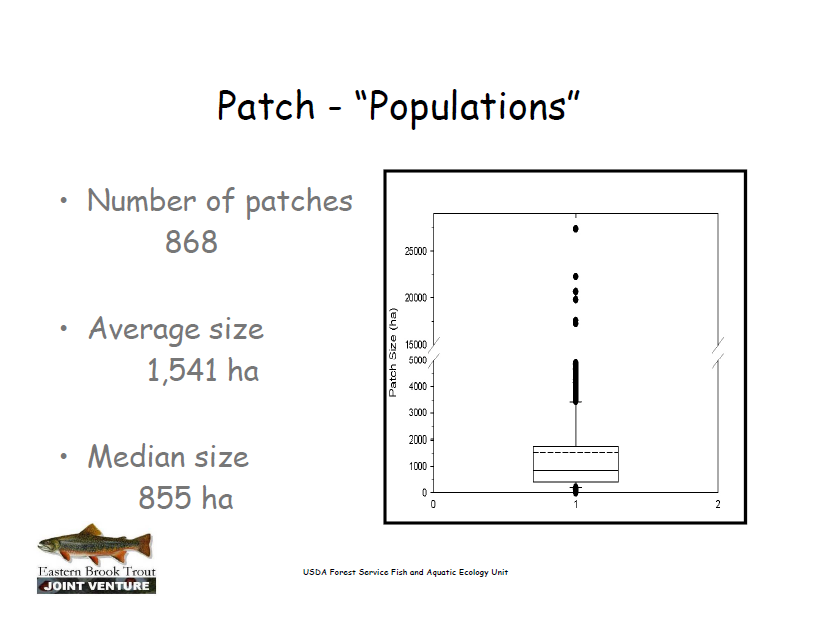 Patch - “Populations”
• Number of patches
868
• Average size
1,541 ha
• Median size
855 ha
Patch Size (ha)
25000
20000
15000
5000
4000
3000
2000
1000
0
0 1 2
Eastern Brook Trout
JOINT VENTURE
USDA Forest Service Fish and Aquatic Ecology Unit